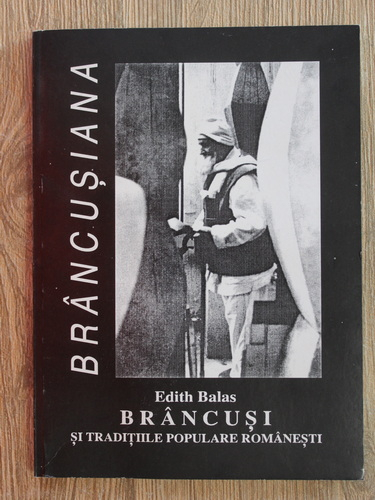 BRÂNCUȘIANA
Edith Balas
BRÂNCUȘI
ȘI TRADIȚIILE POPULARE ROMÂNEȘTI